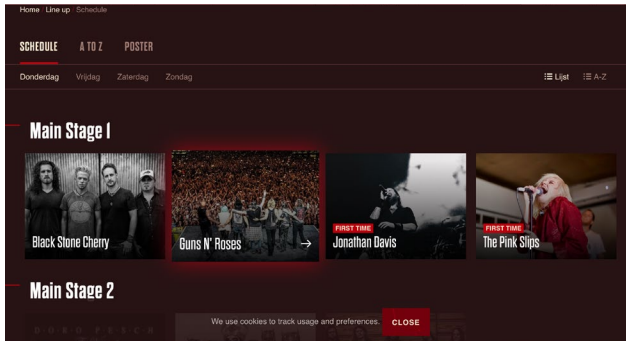 Home · Line up · Schedule
SCHEDULE A TO Z POSTER
Donderdag Vrijdag Zaterdag Zondag Lijst A-Z
Main Stage 1
FIRST TIME FIRST TIME
Black Stone Cherry Guns N' Roses → Jonathan Davis The Pink Slips
Main Stage 2
We use cookies to track usage and preferences. CLOSE
DORO PESCH